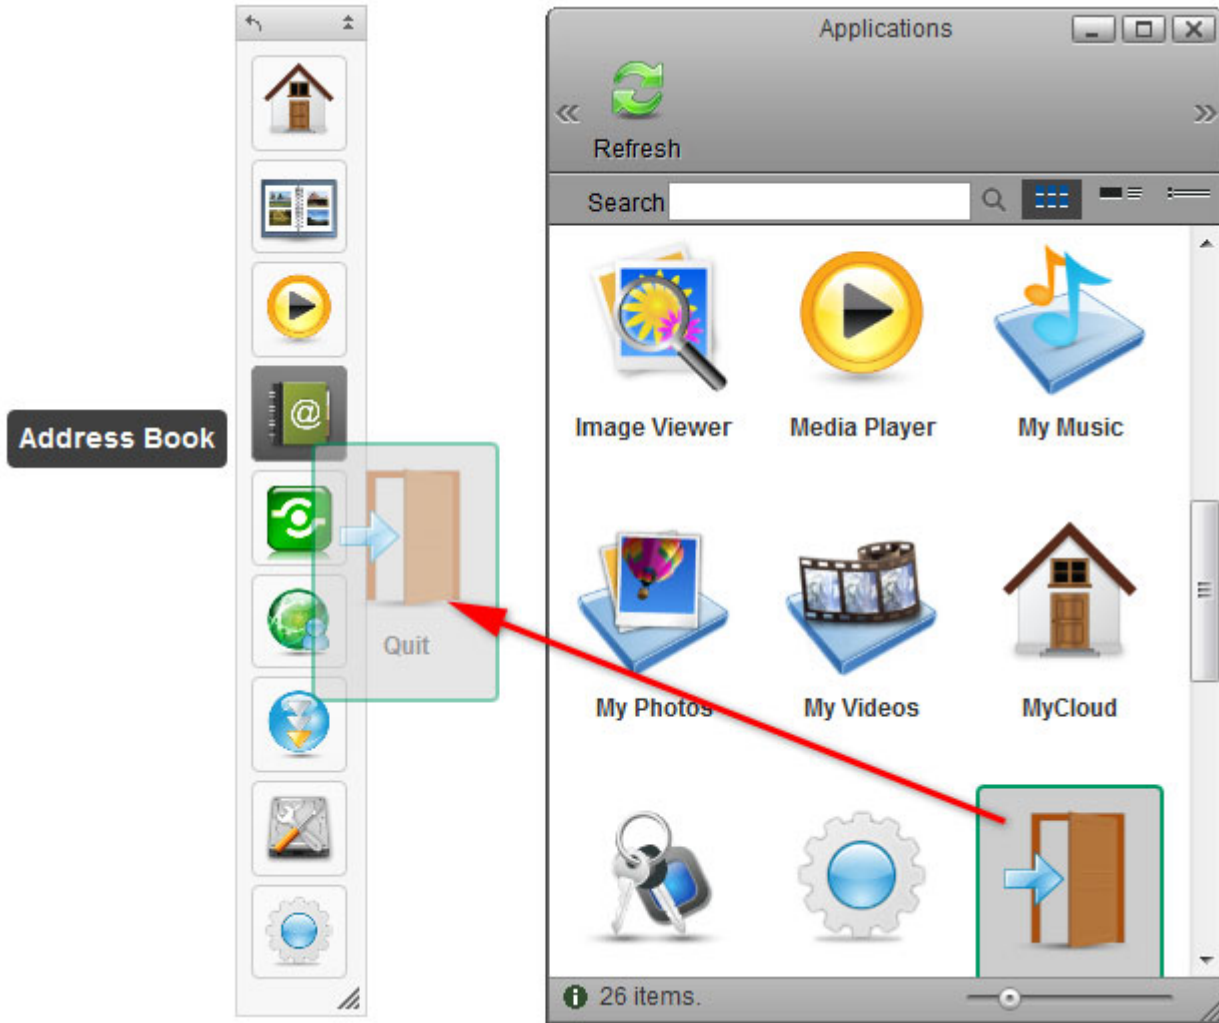 Applications
Refresh
Search
Image Viewer
Media Player
My Music
Address Book
@
Quit
My Photos
My Videos
MyCloud
26 items.